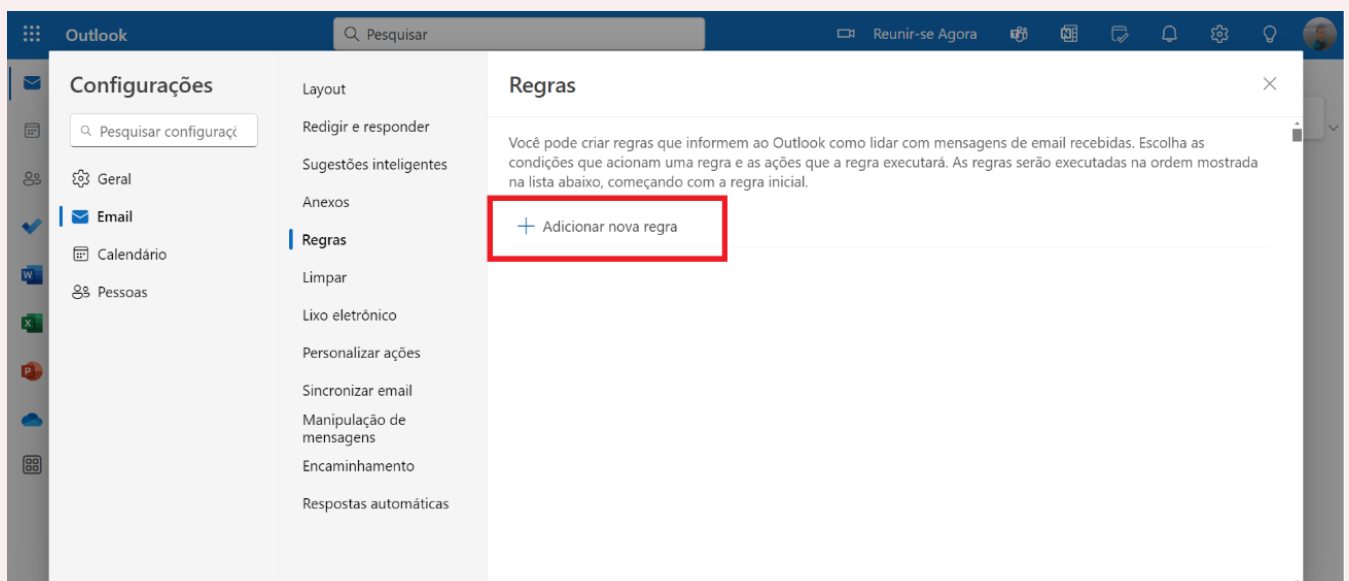 Outlook
Pesquisar
Reunir-se Agora
Configurações
Pesquisar configuraç
Geral
Email
Calendário
Pessoas
Layout
Redigir e responder
Sugestões inteligentes
Anexos
Regras
Limpar
Lixo eletrônico
Personalizar ações
Sincronizar email
Manipulação de
mensagens
Encaminhamento
Respostas automáticas
Regras
Você pode criar regras que informem ao Outlook como lidar com mensagens de email recebidas. Escolha as
condições que acionam uma regra e as ações que a regra executará. As regras serão executadas na ordem mostrada
na lista abaixo, começando com a regra inicial.
Adicionar nova regra